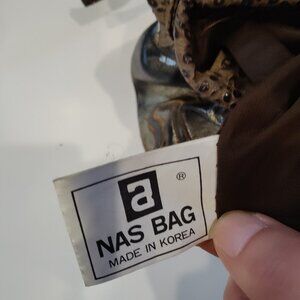 a ®
NAS BAG
MADE IN KOREA